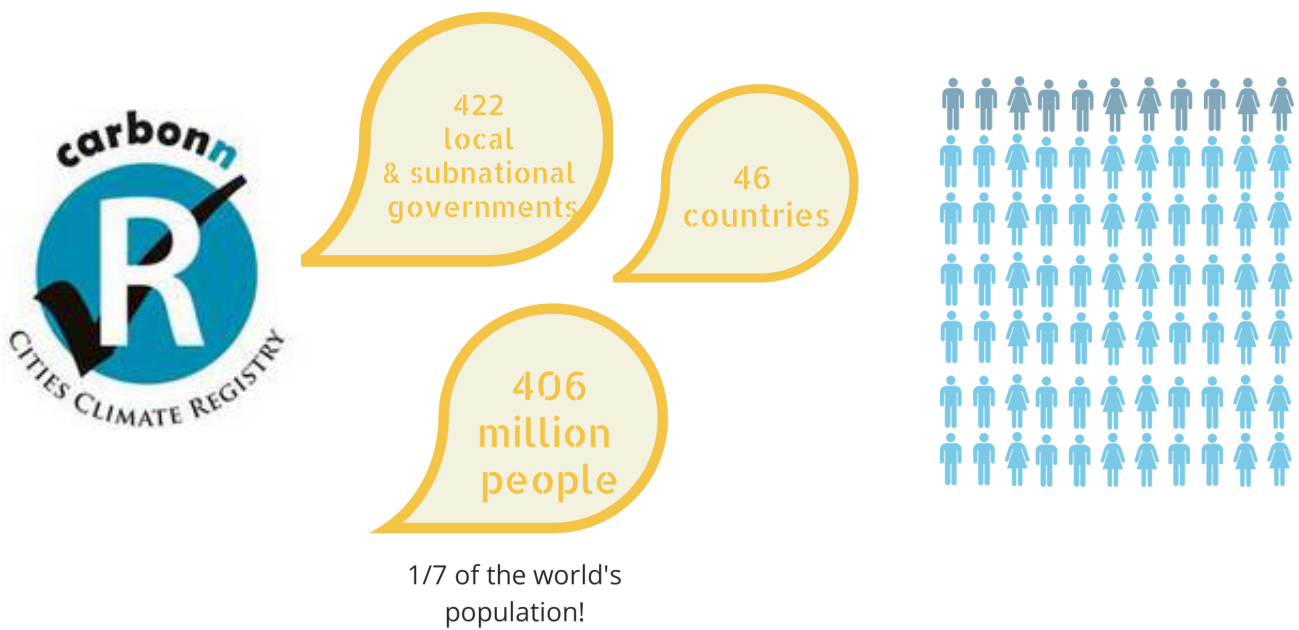 carbonn
R
CITIES CLIMATE REGISTRY
422
local
& subnational
governments
46
countries
406
million
people
1/7 of the world's
population!